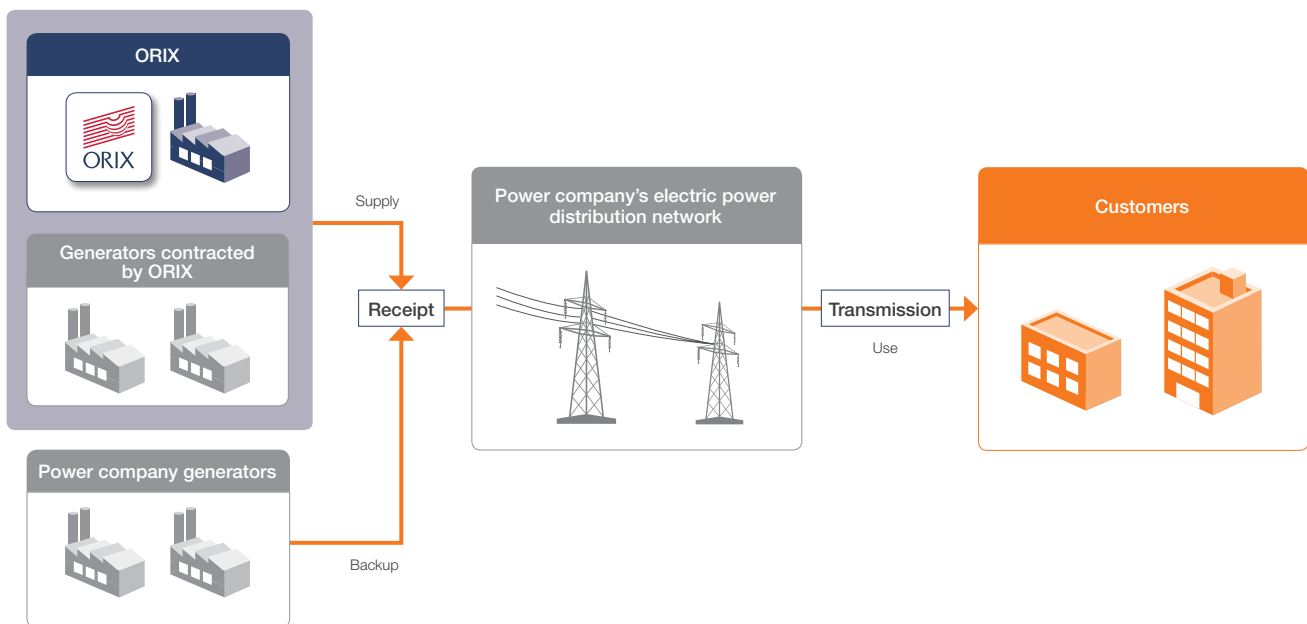 ORIX
ORIX
Generators contracted
by ORIX
Power company generators
Supply
Receipt
Backup
Power company’s electric power
distribution network
Transmission
Use
Customers